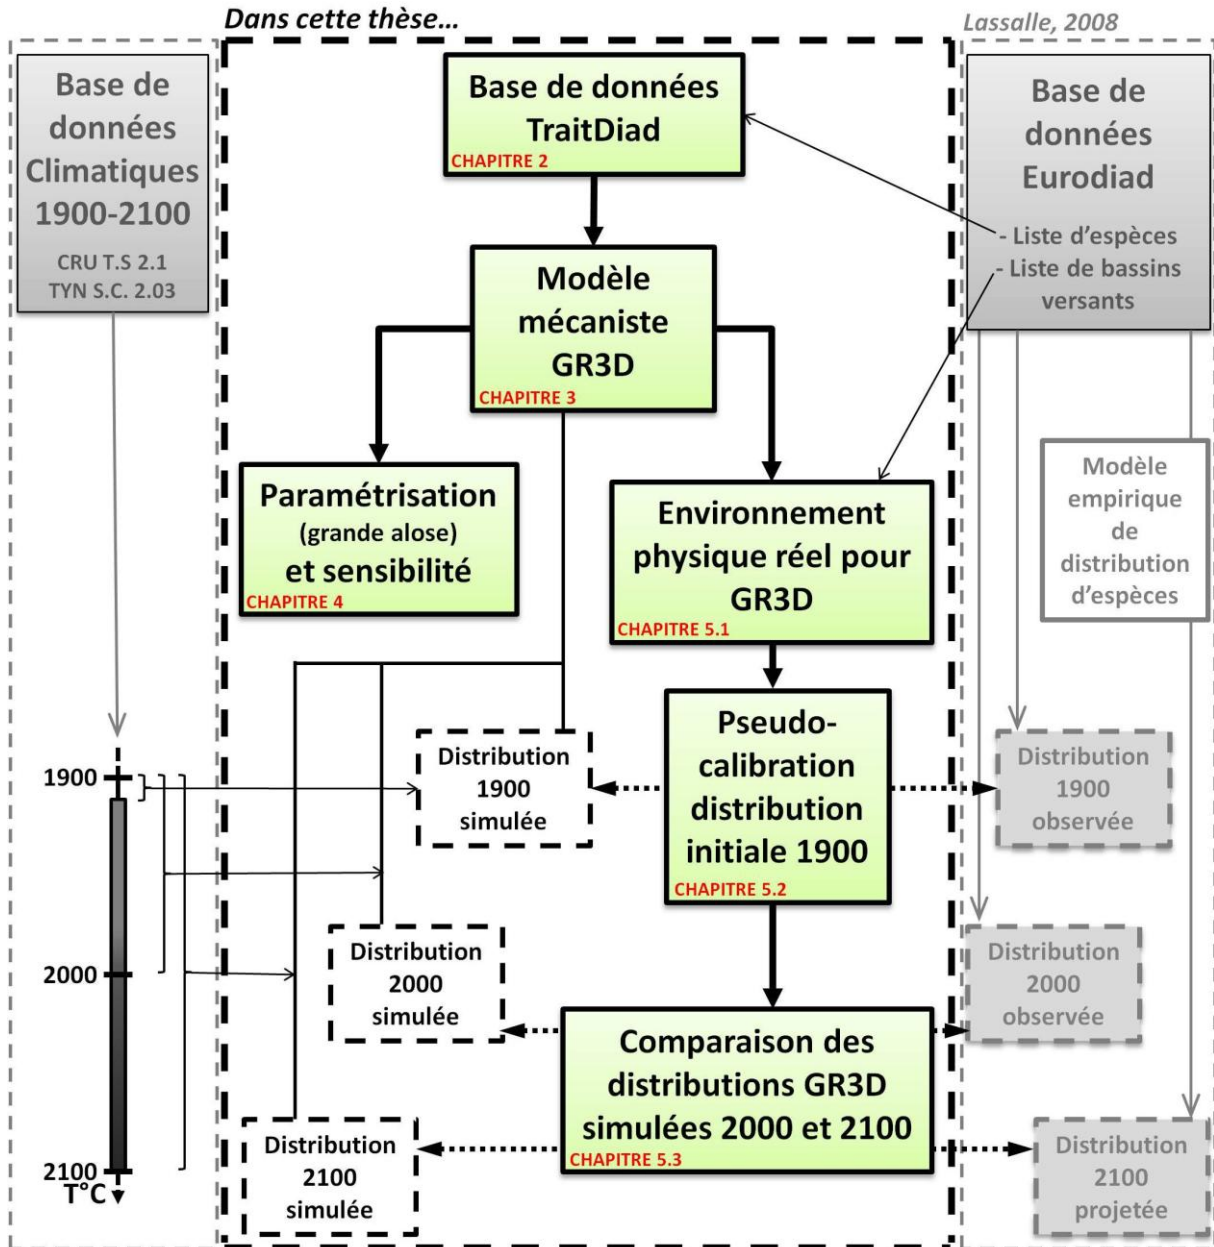 Dans cette thèse...
Lassalle, 2008
Base de
données
Climatiques
1900-2100
CRU T.S 2.1
TYN S.C. 2.03
Base de données
TraitDiad
CHAPITRE 2
Base de
données
Eurodiad
- Liste d'espèces
- Liste de bassins
versants
Modèle
mécaniste
GR3D
CHAPITRE 3
Paramétrisation
(grande alose)
et sensibilité
CHAPITRE 4
Environnement
physique réel pour
GR3D
CHAPITRE 5.1
Modèle
empirique
de
distribution
d'espèces
Pseudo-
calibration
distribution
initiale 1900
CHAPITRE 5.2
Distribution
1900
simulée
Distribution
1900
observée
1900
2000
2100
T°C
Distribution
2000
simulée
Distribution
2000
observée
Comparaison des
distributions GR3D
simulées 2000 et 2100
CHAPITRE 5.3
Distribution
2100
simulée
Distribution
2100
projetée